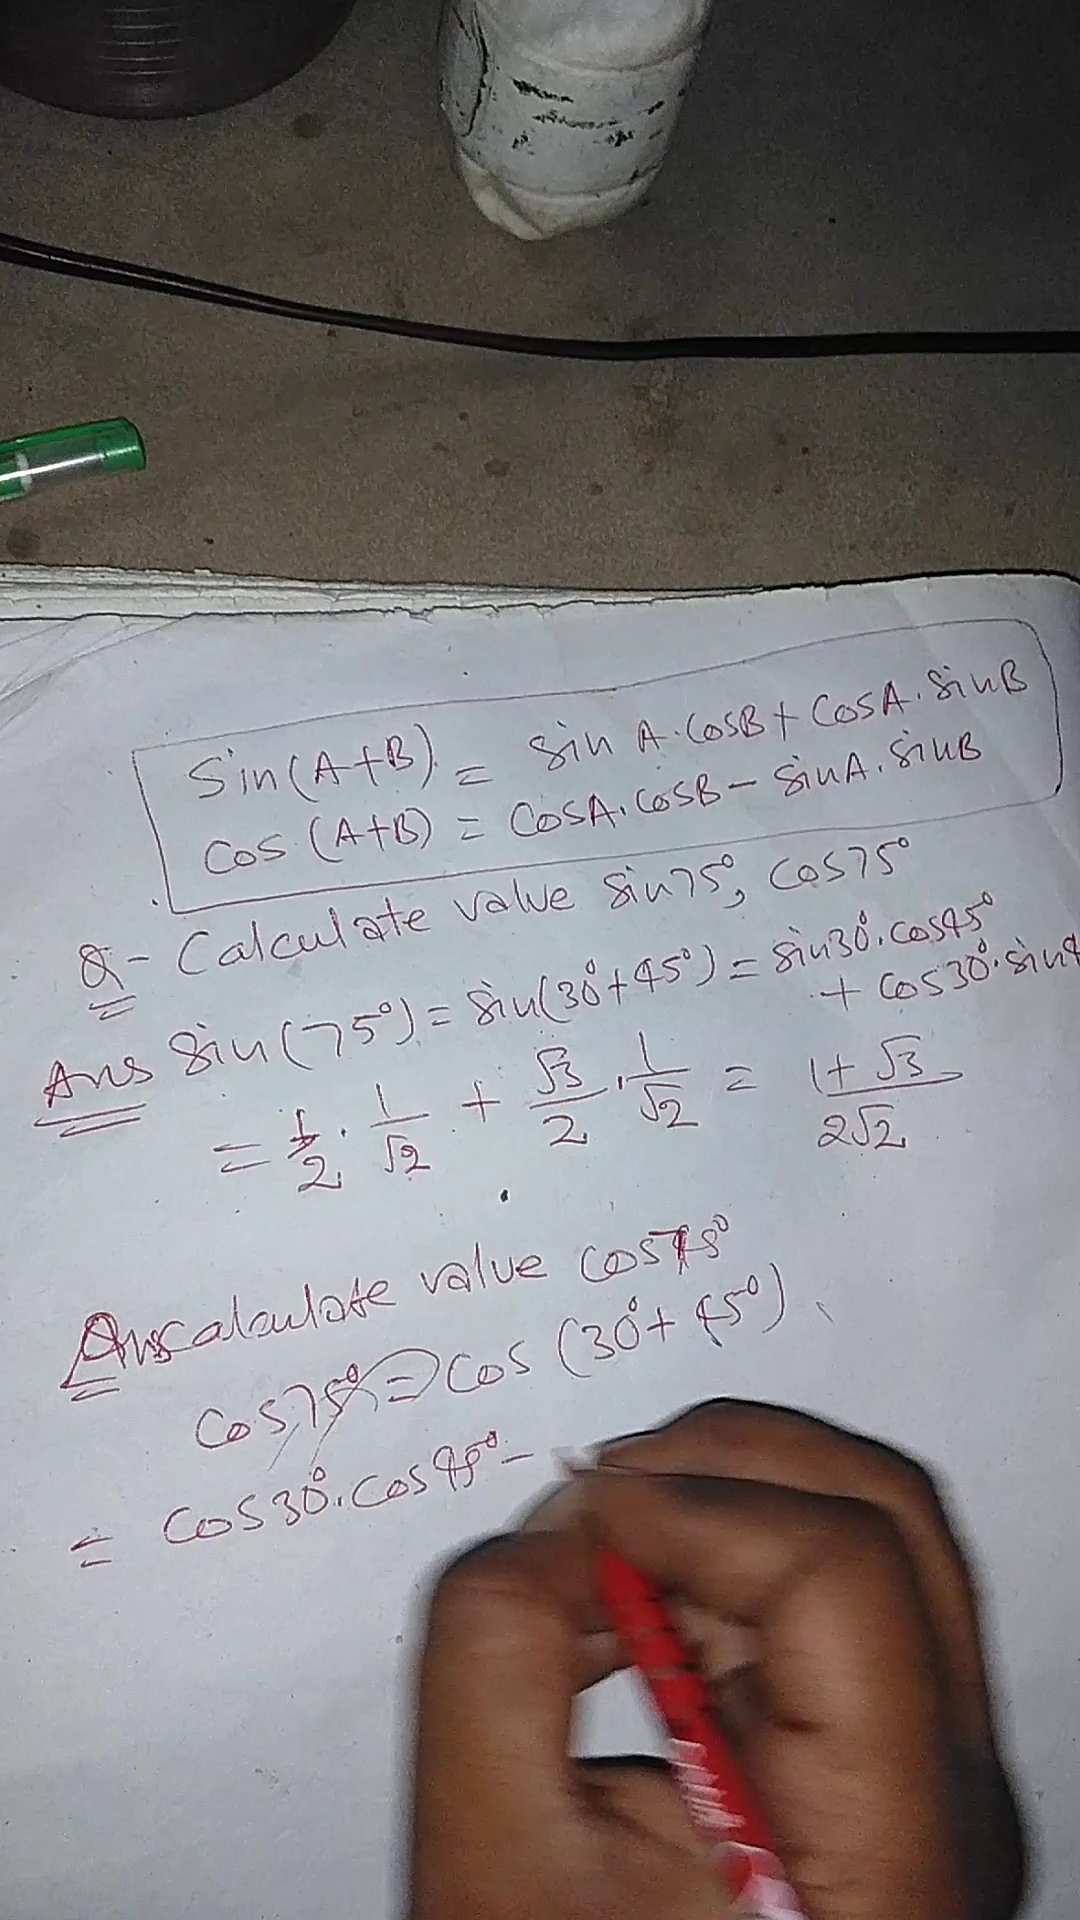 Sin(A+B) = sin A.cosB + cosA.sinB
cos (A+B) = cosA.cosB - sinA.sinB
Q - Calculate value sin75°, cos75°
Ans sin(75°) = sin(30°+45°) = sin30°.cos45°
+ cos30°.sin4
= 1/2 . 1/√2 + √3/2 . 1/√2 = 1+√3/2√2
Ans calculate value cos75°
cos75° = cos (30°+45°)
= cos30°.cos45° -